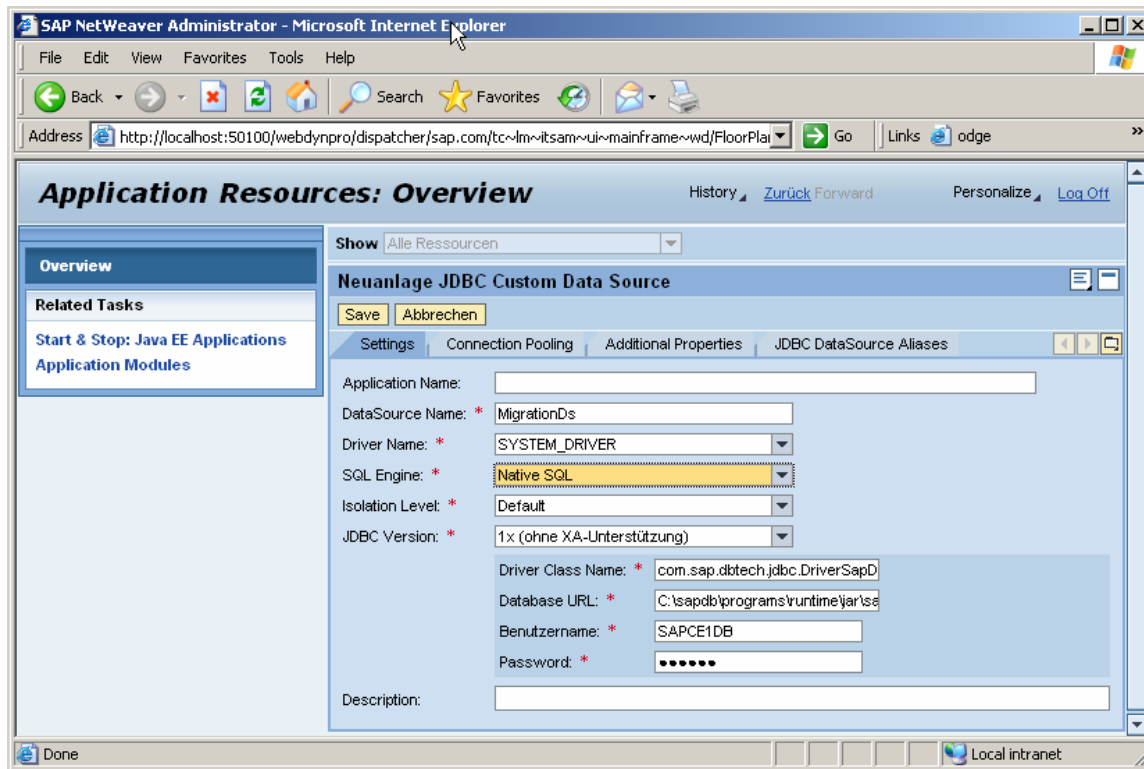 SAP NetWeaver Administrator - Microsoft Internet Explorer
File Edit View Favorites Tools Help
Back Search Favorites
Address http://localhost:50100/webdynpro/dispatcher/sap.com/tc~lm~itsam~ui~mainframe~wd/FloorPlan Go Links odge »
Application Resources: Overview History Zurück Forward Personalize Log Off
Show Alle Ressourcen
Overview
Neuanlage JDBC Custom Data Source
Related Tasks
Save Abbrechen
Start & Stop: Java EE Applications
Application Modules
Settings Connection Pooling Additional Properties JDBC DataSource Aliases
Application Name:
DataSource Name: * MigrationDs
Driver Name: * SYSTEM_DRIVER
SQL Engine: * Native SQL
Isolation Level: * Default
JDBC Version: * 1x (ohne XA-Unterstützung)
Driver Class Name: * com.sap.dbtech.jdbc.DriverSapD
Database URL: * C:\sapdb\programs\runtime\jar\sa
Benutzername: * SAPCE1DB
Password: * ••••••
Description:
Done Local intranet